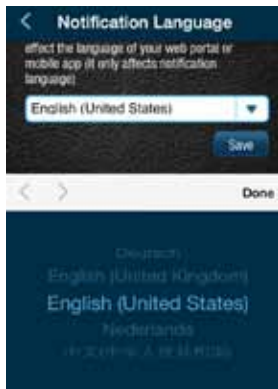 Notification Language
effect the language of your web portal or
mobile app (it only affects notification
language)
English (United States)
Save
Done
Deutsch
English (United Kingdom)
English (United States)
Nederlands